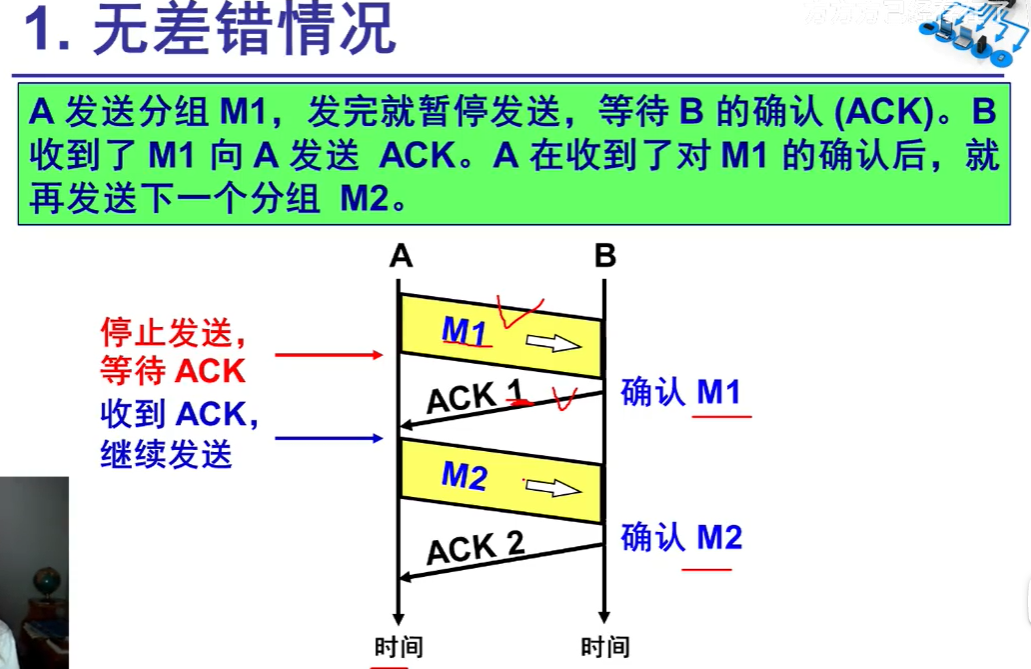 1. 无差错情况
A 发送分组 M1，发完就暂停发送，等待 B 的确认 (ACK)。B
收到了 M1 向 A 发送 ACK。A 在收到了对 M1 的确认后，就
再发送下一个分组 M2。
A
B
停止发送，
等待 ACK
收到 ACK，
继续发送
M1
ACK 1
确认 M1
M2
ACK 2
确认 M2
时间
时间